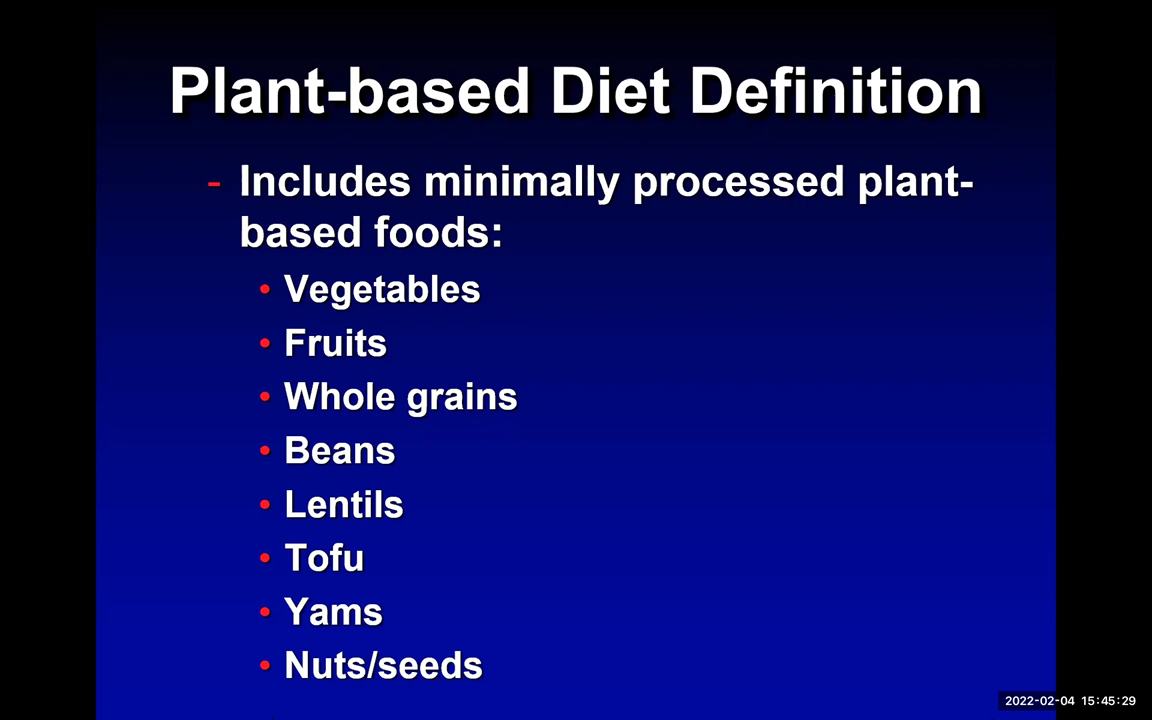 Plant-based Diet Definition
- Includes minimally processed plant-
based foods:
• Vegetables
• Fruits
• Whole grains
• Beans
• Lentils
• Tofu
• Yams
• Nuts/seeds
2022-02-04 15:45:29